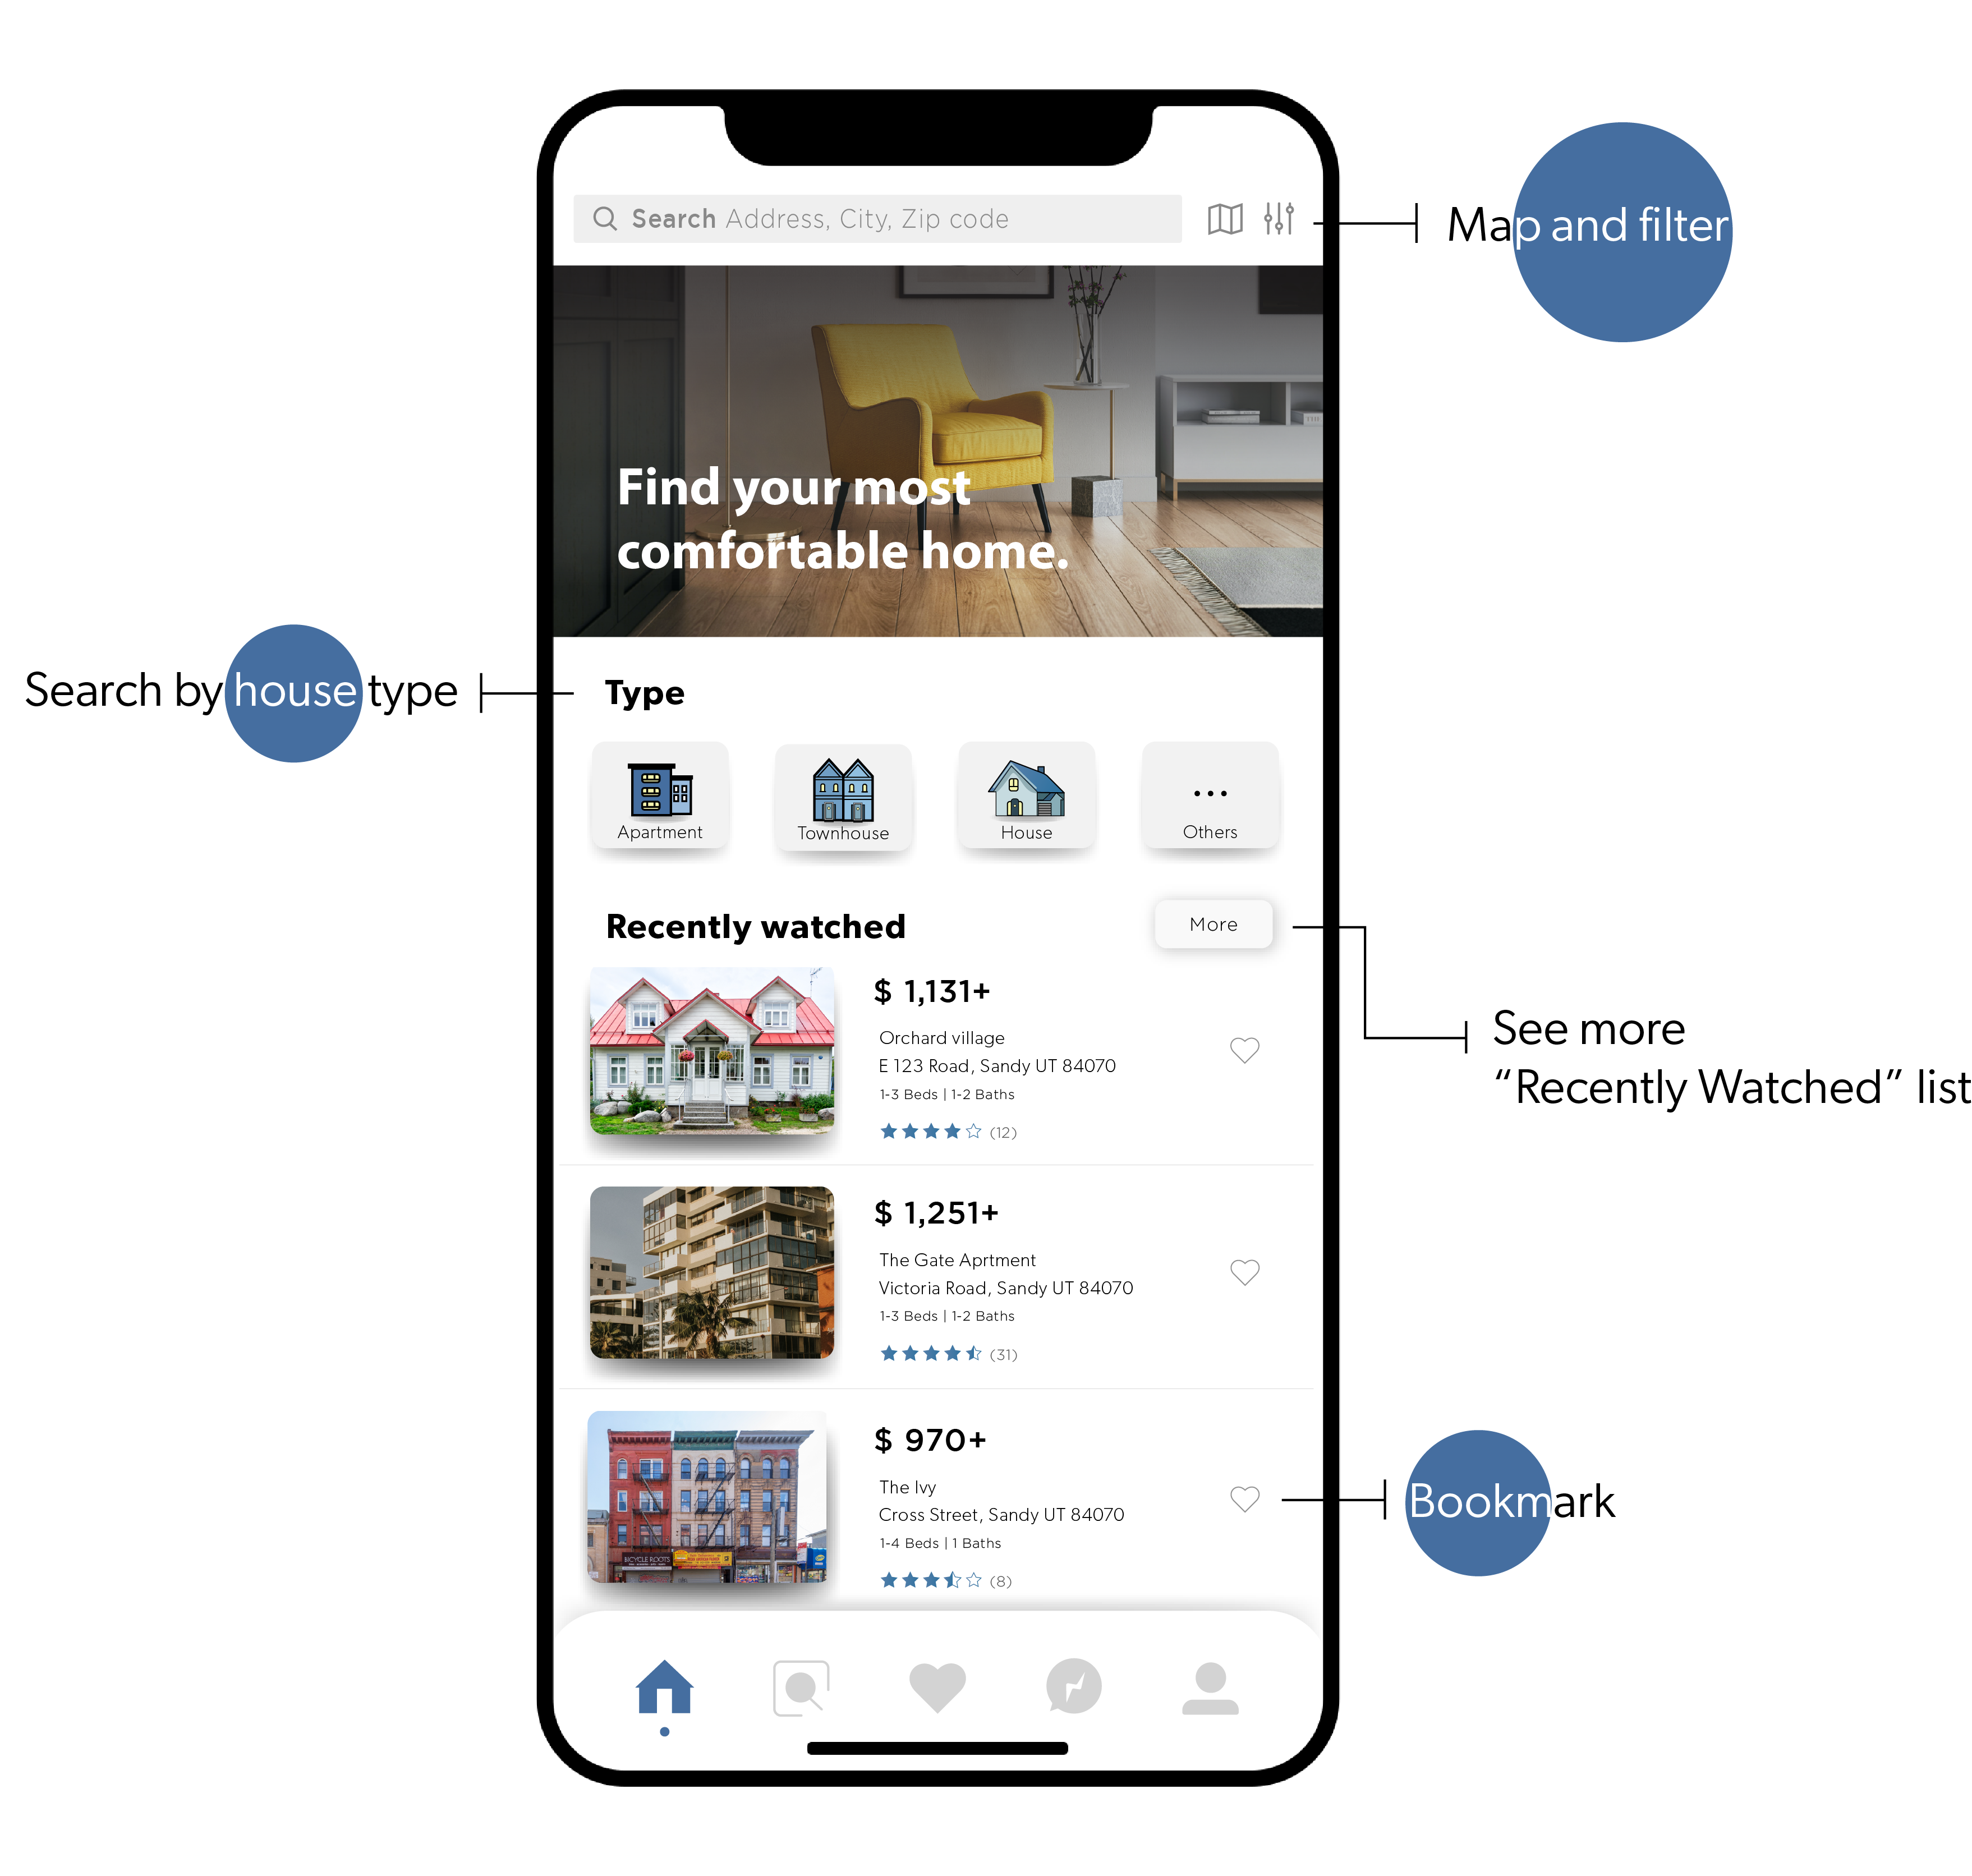 Search Address, City, Zip code
Map and filter
Find your most
comfortable home.
Search by house type
Type
Apartment
Townhouse
House
Others
Recently watched
More
See more
“Recently Watched” list
$ 1,131+
Orchard village
E 123 Road, Sandy UT 84070
1-3 Beds | 1-2 Baths
(12)
$ 1,251+
The Gate Aprtment
Victoria Road, Sandy UT 84070
1-3 Beds | 1-2 Baths
(31)
$ 970+
The Ivy
Cross Street, Sandy UT 84070
1-4 Beds | 1 Baths
(8)
Bookmark
BICYCLE ROOTS